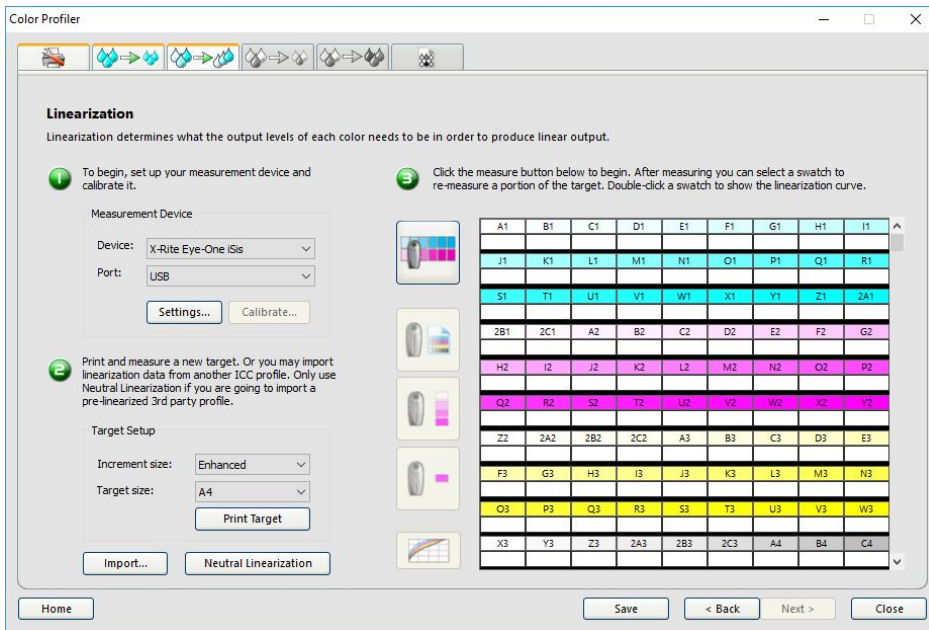 Color Profiler
Linearization
Linearization determines what the output levels of each color needs to be in order to produce linear output.
1
To begin, set up your measurement device and
calibrate it.
Measurement Device
Device:
X-Rite Eye-One iSis
Port:
USB
Settings...
Calibrate...
2
Print and measure a new target. Or you may import
linearization data from another ICC profile. Only use
Neutral Linearization if you are going to import a
pre-linearized 3rd party profile.
Target Setup
Increment size:
Enhanced
Target size:
A4
Print Target
Import...
Neutral Linearization
3
Click the measure button below to begin. After measuring you can select a swatch to
re-measure a portion of the target. Double-click a swatch to show the linearization curve.
A1 B1 C1 D1 E1 F1 G1 H1 I1
J1 K1 L1 M1 N1 O1 P1 Q1 R1
S1 T1 U1 V1 W1 X1 Y1 Z1 2A1
2B1 2C1 A2 B2 C2 D2 E2 F2 G2
H2 I2 J2 K2 L2 M2 N2 O2 P2
Q2 R2 S2 T2 U2 V2 W2 X2 Y2
Z2 2A2 2B2 2C2 A3 B3 C3 D3 E3
F3 G3 H3 I3 J3 K3 L3 M3 N3
O3 P3 Q3 R3 S3 T3 U3 V3 W3
X3 Y3 Z3 2A3 2B3 2C3 A4 B4 C4
Home
Save
< Back
Next >
Close